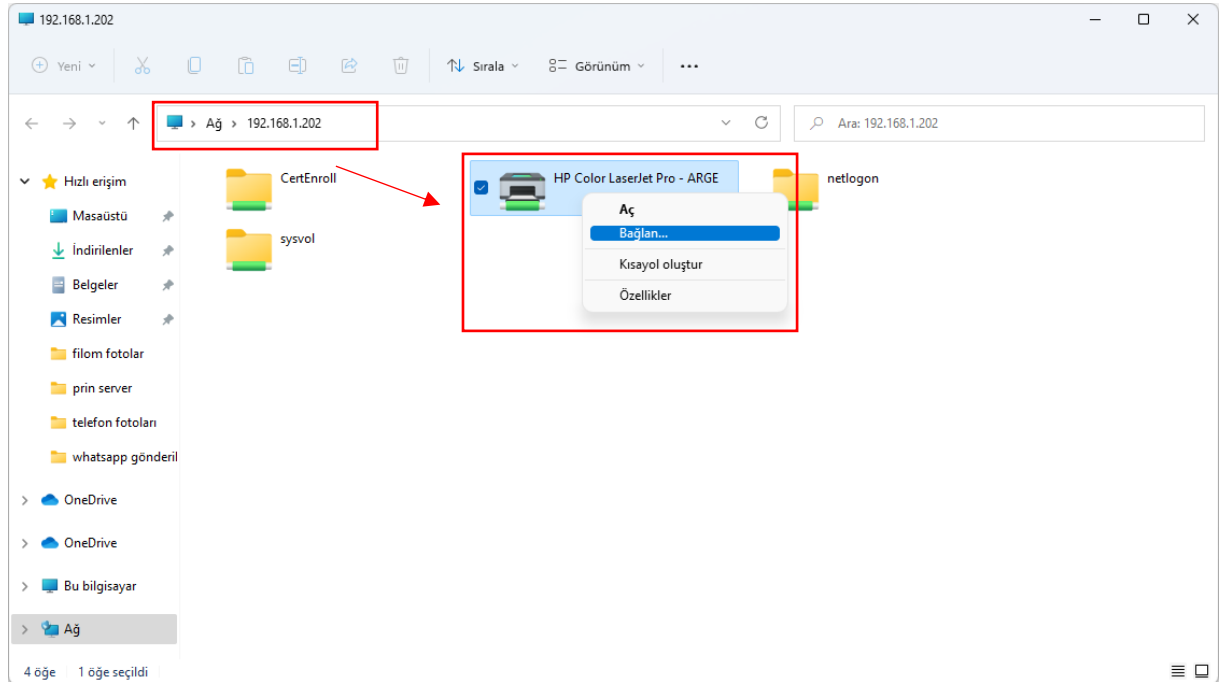 192.168.1.202
Yeni
Sırala
Görünüm
Ağ > 192.168.1.202
Ara: 192.168.1.202
Hızlı erişim
Masaüstü
İndirilenler
Belgeler
Resimler
filom fotolar
prin server
telefon fotoları
whatsapp gönderil
OneDrive
OneDrive
Bu bilgisayar
Ağ
CertEnroll
HP Color LaserJet Pro - ARGE
netlogon
sysvol
Aç
Bağlan...
Kısayol oluştur
Özellikler
4 öğe
1 öğe seçildi